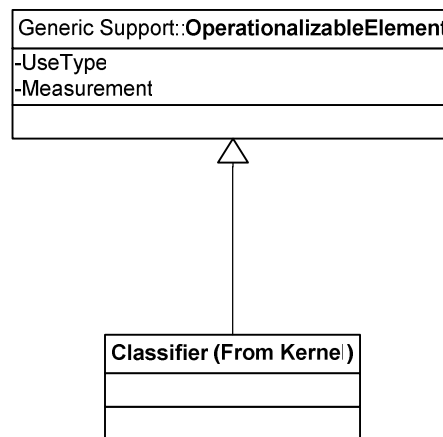 Generic Support::OperationalizableElement
-UseType
-Measurement
Classifier (From Kernel)